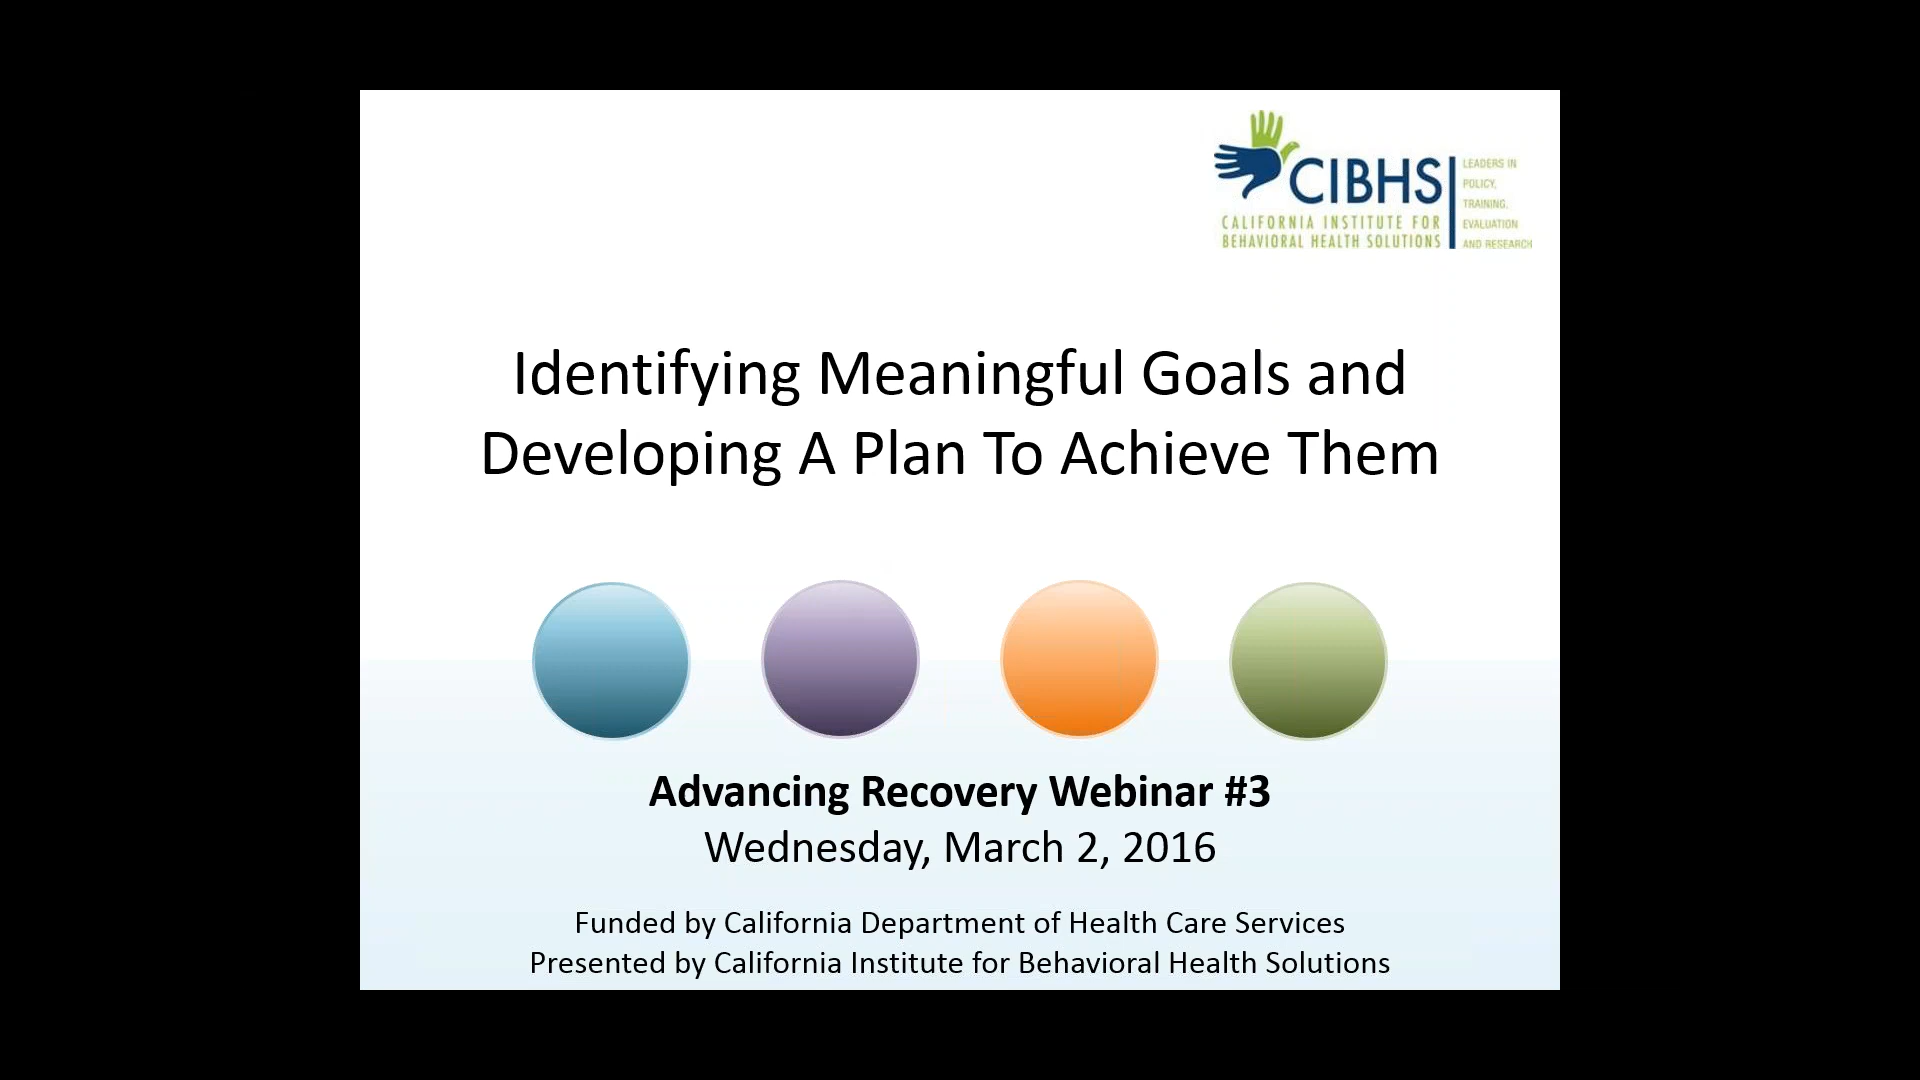 CIBHS
CALIFORNIA INSTITUTE FOR
BEHAVIORAL HEALTH SOLUTIONS
LEADERS IN
POLICY,
TRAINING,
EVALUATION
AND RESEARCH
Identifying Meaningful Goals and
Developing A Plan To Achieve Them
Advancing Recovery Webinar #3
Wednesday, March 2, 2016
Funded by California Department of Health Care Services
Presented by California Institute for Behavioral Health Solutions